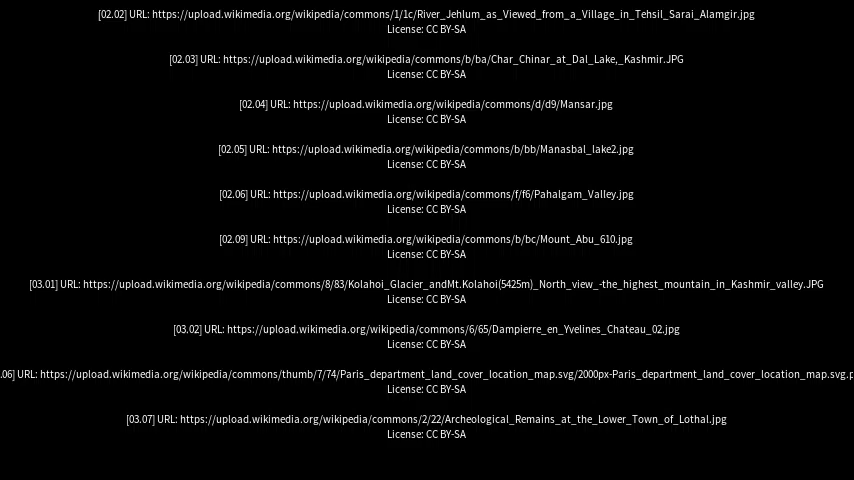 [02.02] URL: https://upload.wikimedia.org/wikipedia/commons/1/1c/River_Jehlum_as_Viewed_from_a_Village_in_Tehsil_Sarai_Alamgir.jpg
License: CC BY-SA
[02.03] URL: https://upload.wikimedia.org/wikipedia/commons/b/ba/Char_Chinar_at_Dal_Lake,_Kashmir.JPG
License: CC BY-SA
[02.04] URL: https://upload.wikimedia.org/wikipedia/commons/d/d9/Mansar.jpg
License: CC BY-SA
[02.05] URL: https://upload.wikimedia.org/wikipedia/commons/b/bb/Manasbal_lake2.jpg
License: CC BY-SA
[02.06] URL: https://upload.wikimedia.org/wikipedia/commons/f/f6/Pahalgam_Valley.jpg
License: CC BY-SA
[02.09] URL: https://upload.wikimedia.org/wikipedia/commons/b/bc/Mount_Abu_610.jpg
License: CC BY-SA
[03.01] URL: https://upload.wikimedia.org/wikipedia/commons/8/83/Kolahoi_Glacier_andMt.Kolahoi(5425m)_North_view_-the_highest_mountain_in_Kashmir_valley.JPG
License: CC BY-SA
[03.02] URL: https://upload.wikimedia.org/wikipedia/commons/6/65/Dampierre_en_Yvelines_Chateau_02.jpg
License: CC BY-SA
.06] URL: https://upload.wikimedia.org/wikipedia/commons/thumb/7/74/Paris_department_land_cover_location_map.svg/2000px-Paris_department_land_cover_location_map.svg.p
License: CC BY-SA
[03.07] URL: https://upload.wikimedia.org/wikipedia/commons/2/22/Archeological_Remains_at_the_Lower_Town_of_Lothal.jpg
License: CC BY-SA